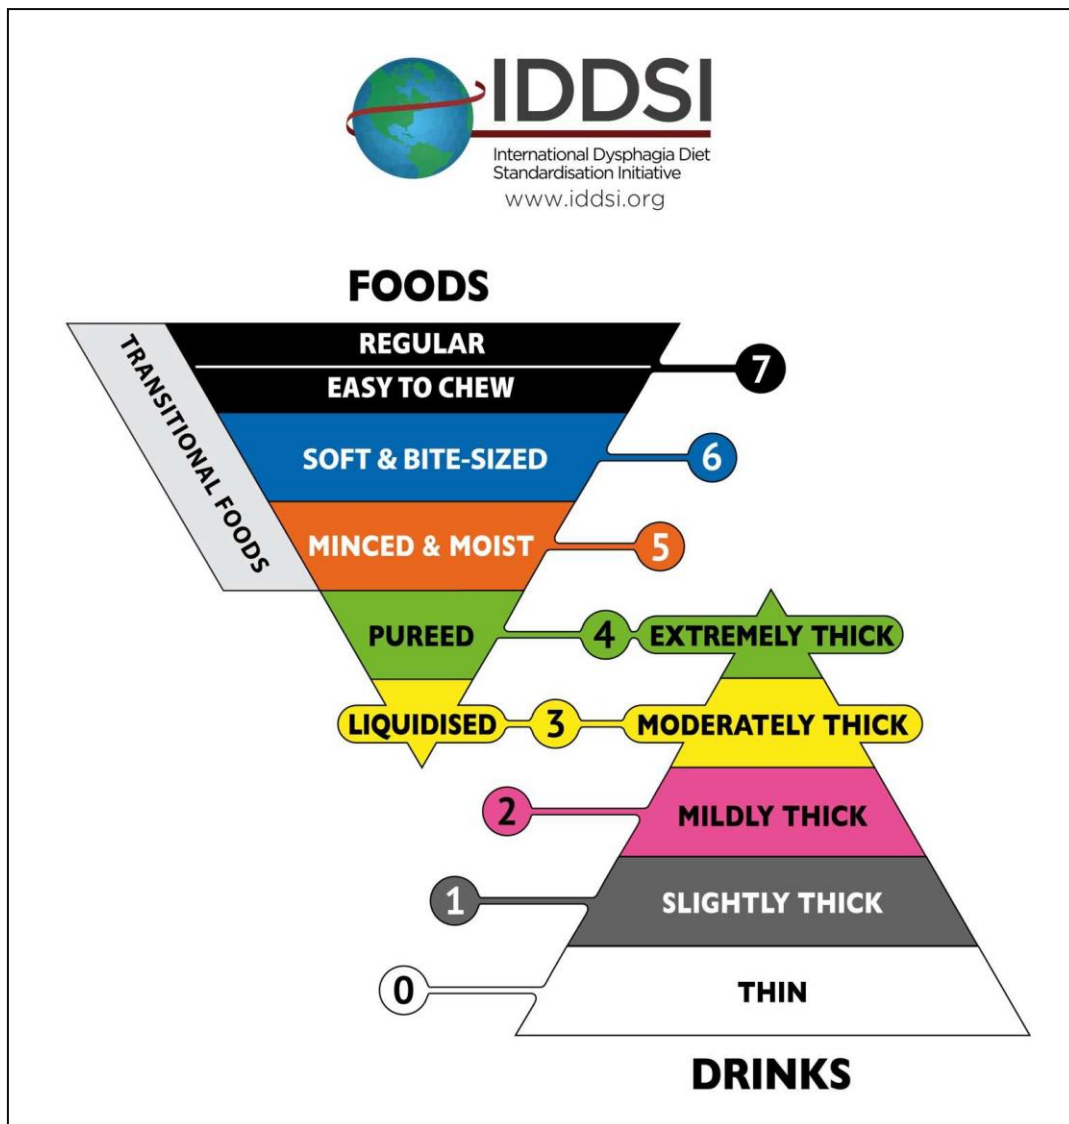 IDDSI
International Dysphagia Diet
Standardisation Initiative
www.iddsi.org
FOODS
TRANSITIONAL FOODS
REGULAR
EASY TO CHEW
7
SOFT & BITE-SIZED
6
MINCED & MOIST
5
PUREED
4
EXTREMELY THICK
LIQUIDISED
3
MODERATELY THICK
2
MILDLY THICK
1
SLIGHTLY THICK
0
THIN
DRINKS